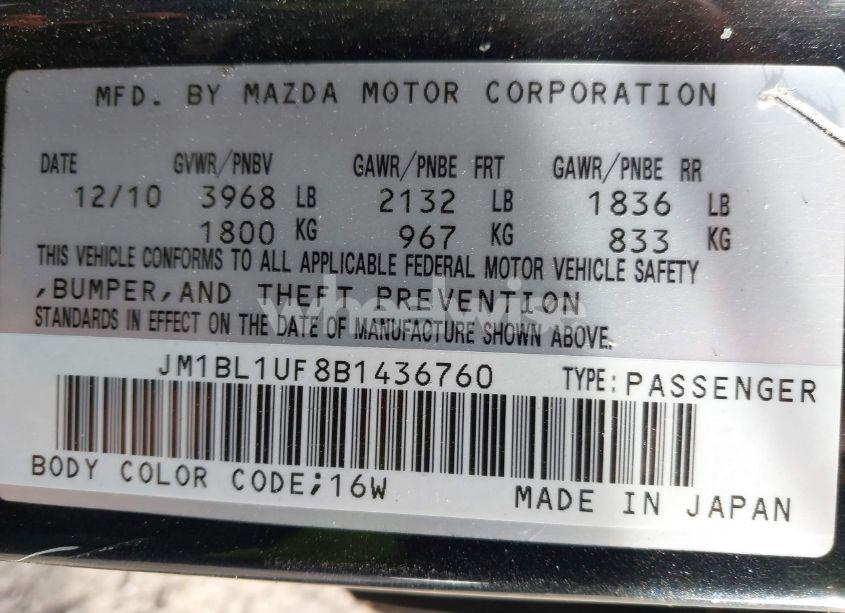 MFD. BY MAZDA MOTOR CORPORATION
DATE GVWR/PNBV GAWR/PNBE FRT GAWR/PNBE RR
12/10 3968 LB 2132 LB 1836 LB
1800 KG 967 KG 833 KG
THIS VEHICLE CONFORMS TO ALL APPLICABLE FEDERAL MOTOR VEHICLE SAFETY
,BUMPER,AND THEFT PREVENTION
wheelwise
STANDARDS IN EFFECT ON THE DATE OF MANUFACTURE SHOWN ABOVE.
JM1BL1UF8B1436760 TYPE:PASSENGER
BODY COLOR CODE;16W MADE IN JAPAN